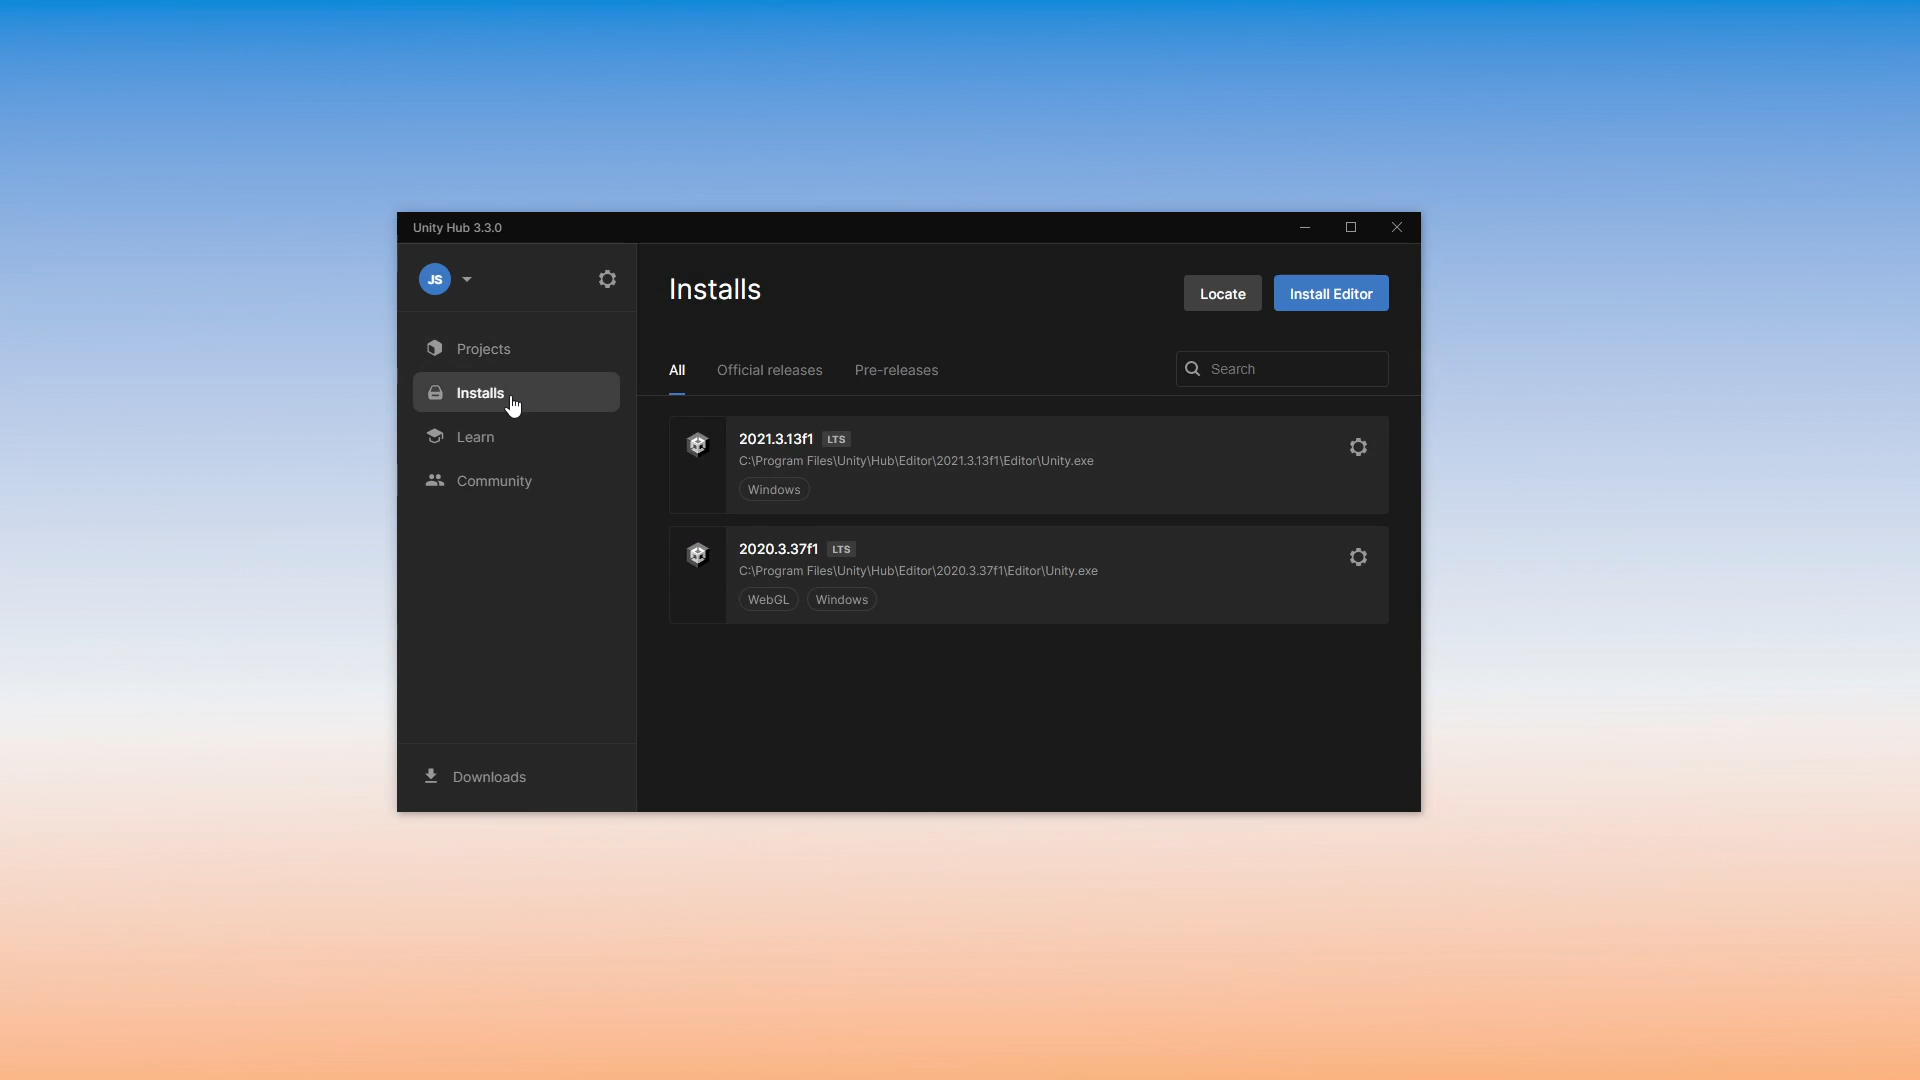 Unity Hub 3.3.0
JS
Projects
Installs
Learn
Community
Downloads
Installs
Locate
Install Editor
All
Official releases
Pre-releases
Search
2021.3.13f1 LTS
C:\Program Files\Unity\Hub\Editor\2021.3.13f1\Editor\Unity.exe
Windows
2020.3.37f1 LTS
C:\Program Files\Unity\Hub\Editor\2020.3.37f1\Editor\Unity.exe
WebGL Windows